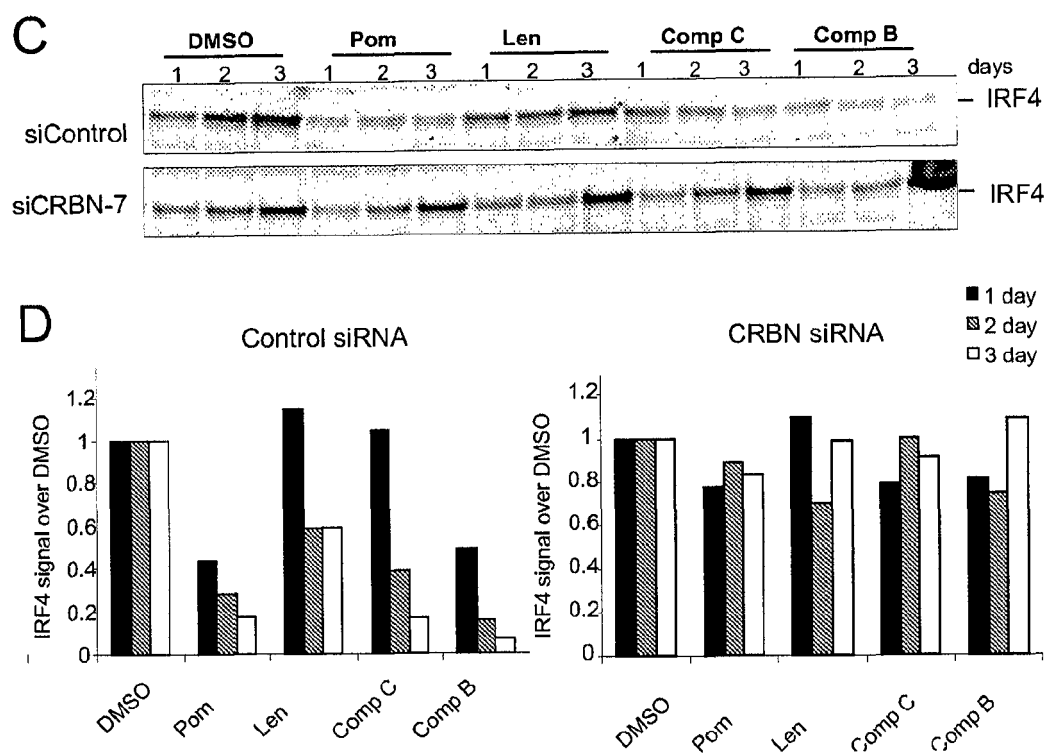 C
DMSO Pom Len Comp C Comp B
1 2 3 1 2 3 1 2 3 1 2 3 1 2 3 days
siControl
IRF4
siCRBN-7
IRF4
D
1 day
2 day
3 day
Control siRNA
IRF4 signal over DMSO
1.2
1
0.8
0.6
0.4
0.2
0
DMSO Pom Len Comp C Comp B
CRBN siRNA
IRF4 signal over DMSO
1.2
1
0.8
0.6
0.4
0.2
0
DMSO Pom Len Comp C Comp B